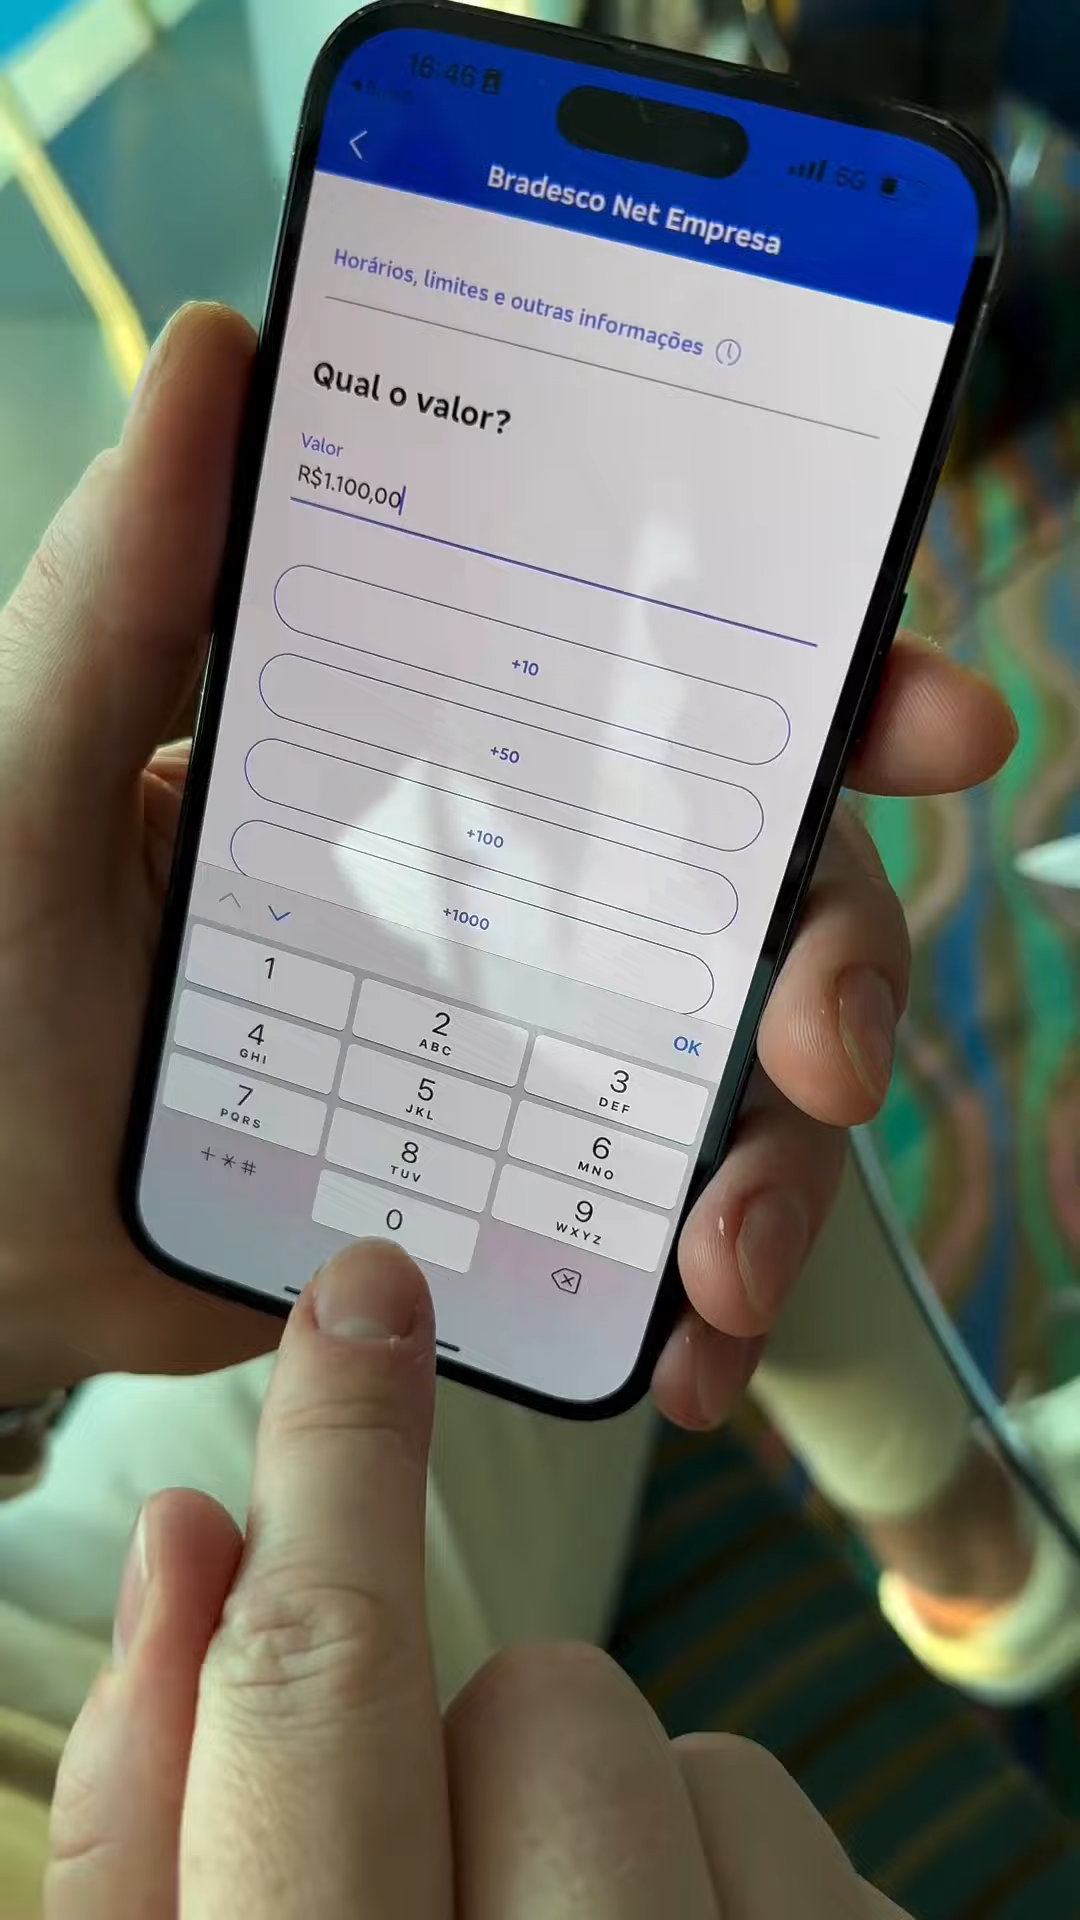 16:46
5G
Bradesco Net Empresa
Horários, limites e outras informações
Qual o valor?
Valor
R$1.100,00
+10
+50
+100
+1000
OK
1
2
ABC
3
DEF
4
GHI
5
JKL
6
MNO
7
PQRS
8
TUV
9
WXYZ
+*#
0